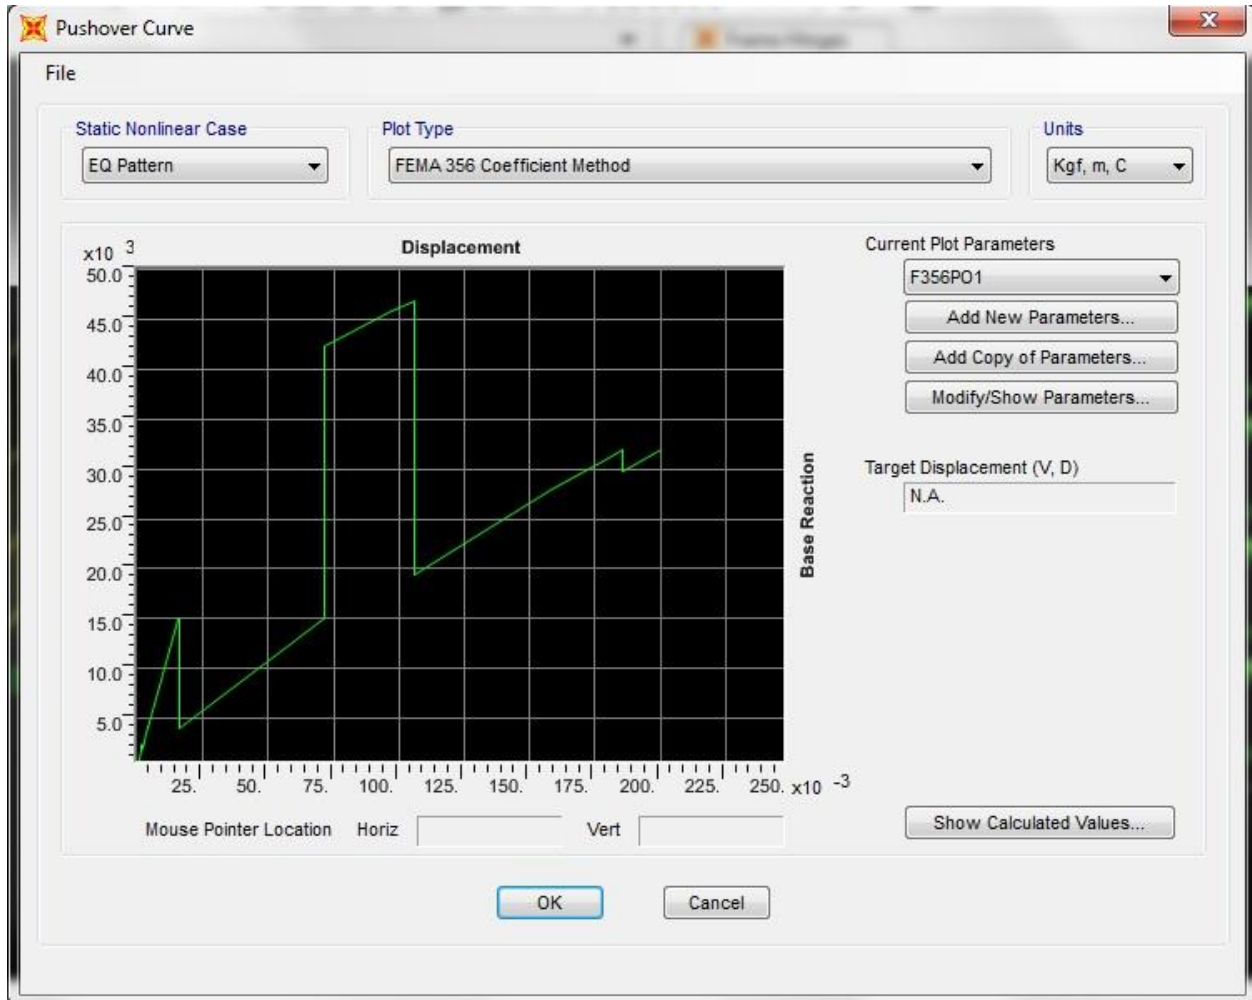 Pushover Curve
File
Static Nonlinear Case
Plot Type
Units
EQ Pattern
FEMA 356 Coefficient Method
Kgf, m, C
x10 3
Displacement
Current Plot Parameters
50.0
F356PO1
45.0
Add New Parameters...
40.0
Add Copy of Parameters...
35.0
Modify/Show Parameters...
30.0
Base Reaction
Target Displacement (V, D)
N.A.
25.0
20.0
15.0
10.0
5.0
25. 50. 75. 100. 125. 150. 175. 200. 225. 250. x10 -3
Mouse Pointer Location Horiz Vert
Show Calculated Values...
OK
Cancel